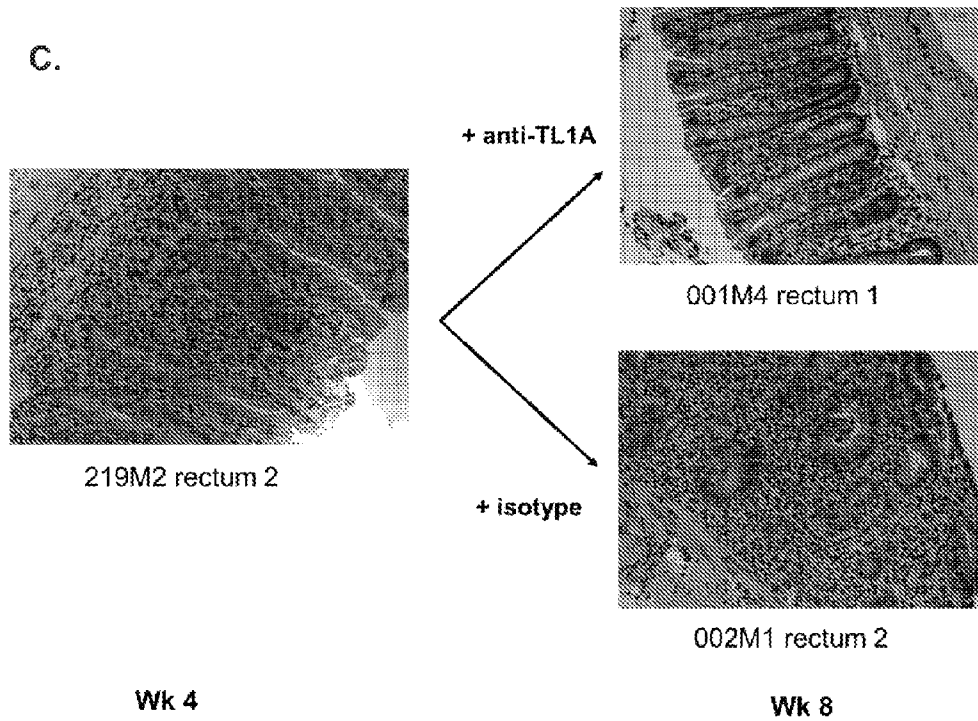 C.
+ anti-TL1A
001M4 rectum 1
219M2 rectum 2
+ isotype
002M1 rectum 2
Wk 4
Wk 8